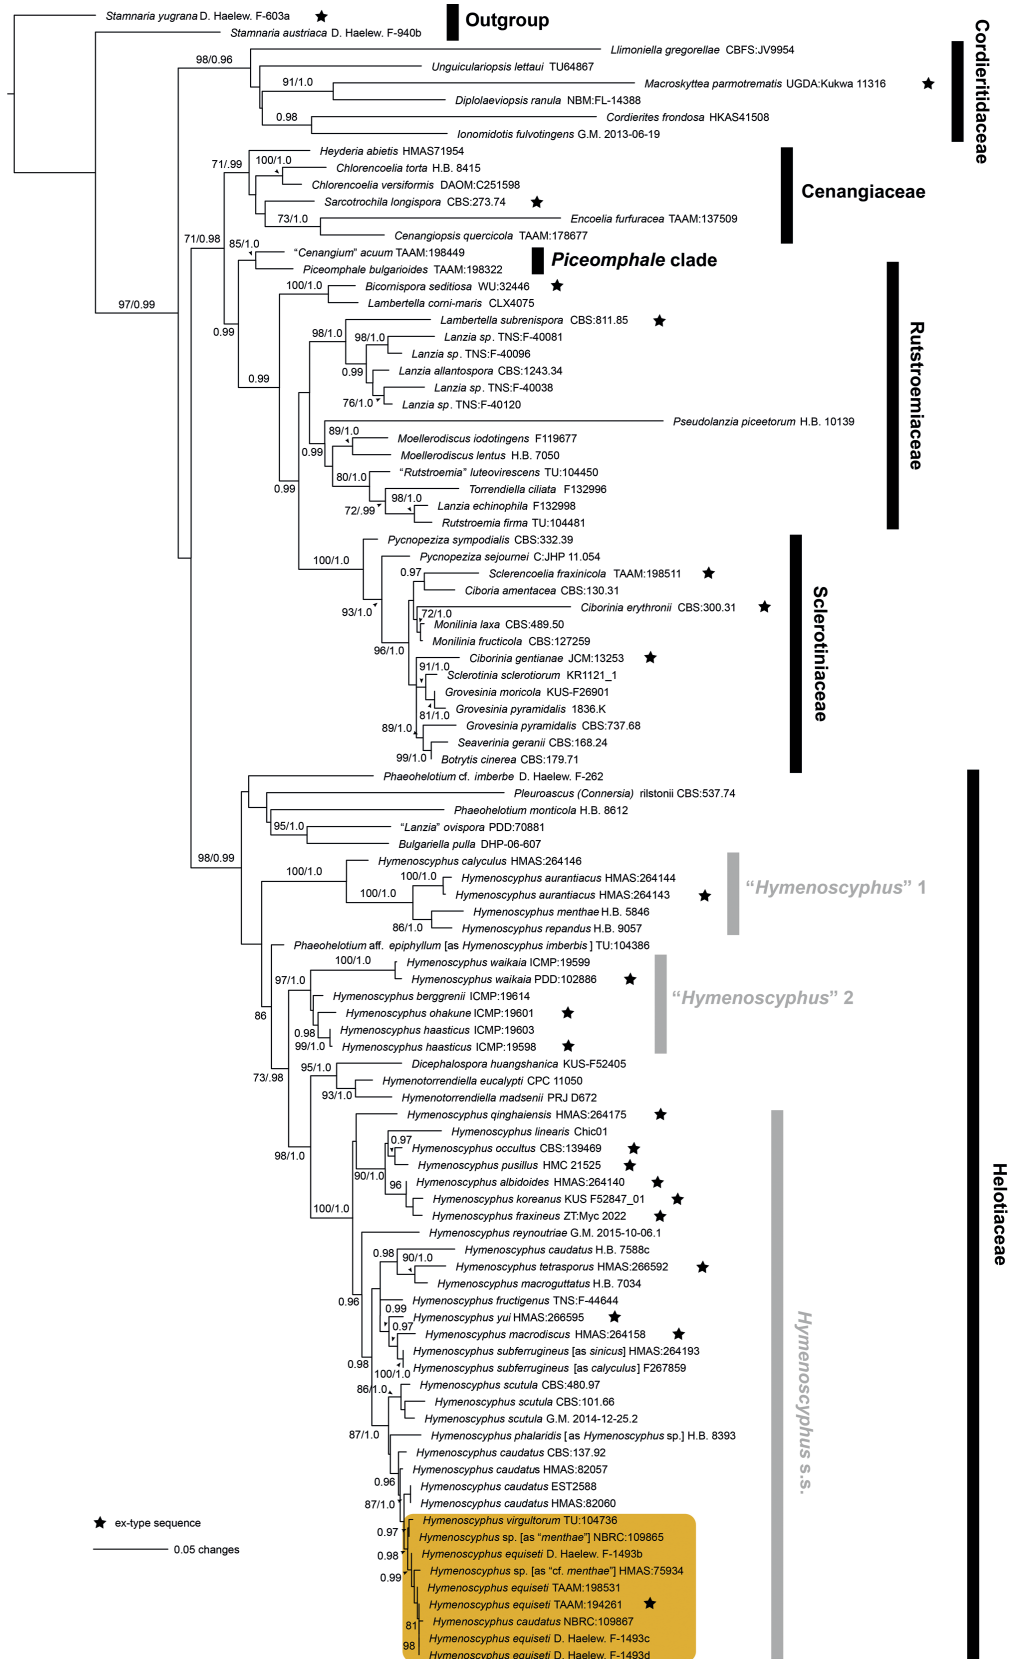 Stamnaria yugrana D. Haelew. F-603a
Outgroup
Stamnaria austriaca D. Haelew. F-940b
Cordieritidaceae
98/0.96
Llimoniella gregorellae CBFS:JV9954
Unguiculariopsis lettaui TU64867
91/1.0
Macroskyttea parmotrematis UGDA:Kukwa 11316
Diplolaeviopsis ranula NBM:FL-14388
0.98
Cordierites frondosa HKAS41508
Ionomidotis fulvotingens G.M. 2013-06-19
Heyderia abietis HMAS71954
71/.99
100/1.0
Chlorencoelia torta H.B. 8415
Chlorencoelia versiformis DAOM:C251598
Cenangiaceae
Sarcotrochila longispora CBS:273.74
73/1.0
Encoelia furfuracea TAAM:137509
Cenangiopsis quercicola TAAM:178677
71/0.98
85/1.0
"Cenangium" acuum TAAM:198449
Piceomphale clade
Piceomphale bulgarioides TAAM:198322
97/0.99
100/1.0
Bicornispora seditiosa WU:32446
Lambertella corni-maris CLX4075
Rutstroemiaceae
0.99
98/1.0
Lambertella subrenispora CBS:811.85
98/1.0
Lanzia sp. TNS:F-40081
Lanzia sp. TNS:F-40096
0.99
Lanzia allantospora CBS:1243.34
0.99
Lanzia sp. TNS:F-40038
76/1.0
Lanzia sp. TNS:F-40120
Pseudolanzia piceetorum H.B. 10139
89/1.0
Moellerodiscus iodotingens F119677
0.99
Moellerodiscus lentus H.B. 7050
80/1.0
"Rutstroemia" luteovirescens TU:104450
0.99
Torrendiella ciliata F132996
98/1.0
72/.99
Lanzia echinophila F132998
Rutstroemia firma TU:104481
Pycnopeziza sympodialis CBS:332.39
100/1.0
Pycnopeziza sejournei C:JHP 11.054
0.97
Sclerencoelia fraxinicola TAAM:198511
Ciboria amentacea CBS:130.31
Sclerotiniaceae
93/1.0
Ciborinia erythronii CBS:300.31
72/1.0
Monilinia laxa CBS:489.50
Monilinia fructicola CBS:127259
96/1.0
Ciborinia gentianae JCM:13253
91/1.0
Sclerotinia sclerotiorum KR1121_1
Grovesinia moricola KUS-F26901
Grovesinia pyramidalis 1836.K
81/1.0
Grovesinia pyramidalis CBS:737.68
89/1.0
Seaverinia geranii CBS:168.24
99/1.0
Botrytis cinerea CBS:179.71
Phaeohelotium cf. imberbe D. Haelew. F-262
Pleuroascus (Connersia) rilstonii CBS:537.74
Phaeohelotium monticola H.B. 8612
95/1.0
"Lanzia" ovispora PDD:70881
Bulgariella pulla DHP-06-607
98/0.99
Hymenoscyphus calyculus HMAS:264146
100/1.0
100/1.0
Hymenoscyphus aurantiacus HMAS:264144
"Hymenoscyphus" 1
100/1.0
Hymenoscyphus aurantiacus HMAS:264143
Hymenoscyphus menthae H.B. 5846
86/1.0
Hymenoscyphus repandus H.B. 9057
Phaeohelotium aff. epiphyllum [as Hymenoscyphus imberbis] TU:104386
100/1.0
Hymenoscyphus waikaia ICMP:19599
97/1.0
Hymenoscyphus waikaia PDD:102886
"Hymenoscyphus" 2
Hymenoscyphus berggrenii ICMP:19614
86
Hymenoscyphus ohakune ICMP:19601
0.98
Hymenoscyphus haasticus ICMP:19603
99/1.0
Hymenoscyphus haasticus ICMP:19598
95/1.0
Dicephalospora huangshanica KUS-F52405
73/.98
Hymenotorrendiella eucalypti CPC 11050
93/1.0
Hymenotorrendiella madsenii PRJ D672
Hymenoscyphus qinghaiensis HMAS:264175
Hymenoscyphus linearis Chic01
0.97
98/1.0
Hymenoscyphus occultus CBS:139469
Hymenoscyphus pusillus HMC 21525
90/1.0
96
Hymenoscyphus albidoides HMAS:264140
Hymenoscyphus koreanus KUS F52847_01
100/1.0
Hymenoscyphus fraxineus ZT:Myc 2022
Helotiaceae
Hymenoscyphus reynoutriae G.M. 2015-10-06.1
0.98
Hymenoscyphus caudatus H.B. 7588c
90/1.0
Hymenoscyphus tetrasporus HMAS:266592
Hymenoscyphus macroguttatus H.B. 7034
0.96
Hymenoscyphus fructigenus TNS:F-44644
0.99
Hymenoscyphus yui HMAS:266595
0.97
Hymenoscyphus macrodiscus HMAS:264158
Hymenoscyphus subferrugineus [as sinicus] HMAS:264193
0.98
Hymenoscyphus subferrugineus [as calyculus] F267859
100/1.0
86/1.0
Hymenoscyphus scutula CBS:480.97
Hymenoscyphus s.s.
Hymenoscyphus scutula CBS:101.66
Hymenoscyphus scutula G.M. 2014-12-25.2
87/1.0
Hymenoscyphus phalaridis [as Hymenoscyphus sp.] H.B. 8393
Hymenoscyphus caudatus CBS:137.92
Hymenoscyphus caudatus HMAS:82057
0.96
Hymenoscyphus caudatus EST2588
87/1.0
Hymenoscyphus caudatus HMAS:82060
ex-type sequence
Hymenoscyphus virgultorum TU:104736
0.97
Hymenoscyphus sp. [as "menthae"] NBRC:109865
0.05 changes
0.98
Hymenoscyphus equiseti D. Haelew. F-1493b
0.99
Hymenoscyphus sp. [as "cf. menthae"] HMAS:75934
Hymenoscyphus equiseti TAAM:198531
Hymenoscyphus equiseti TAAM:194261
81
Hymenoscyphus caudatus NBRC:109867
98
Hymenoscyphus equiseti D. Haelew. F-1493c
Hymenoscyphus equiseti D. Haelew. F-1493d